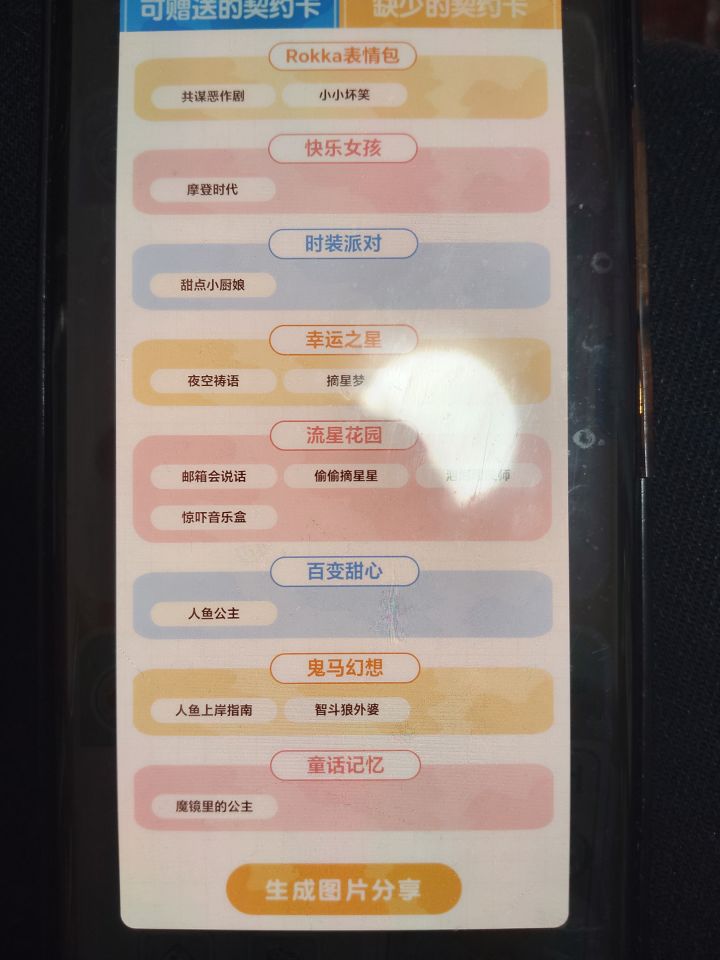 可赠送的契约卡 缺少的契约卡
Rokka表情包
共谋恶作剧 小小坏笑
快乐女孩
摩登时代
时装派对
甜点小厨娘
幸运之星
夜空祷语 摘星梦
流星花园
邮箱会说话 偷偷摘星星 师
惊吓音乐盒
百变甜心
人鱼公主
鬼马幻想
人鱼上岸指南 智斗狼外婆
童话记忆
魔镜里的公主
生成图片分享